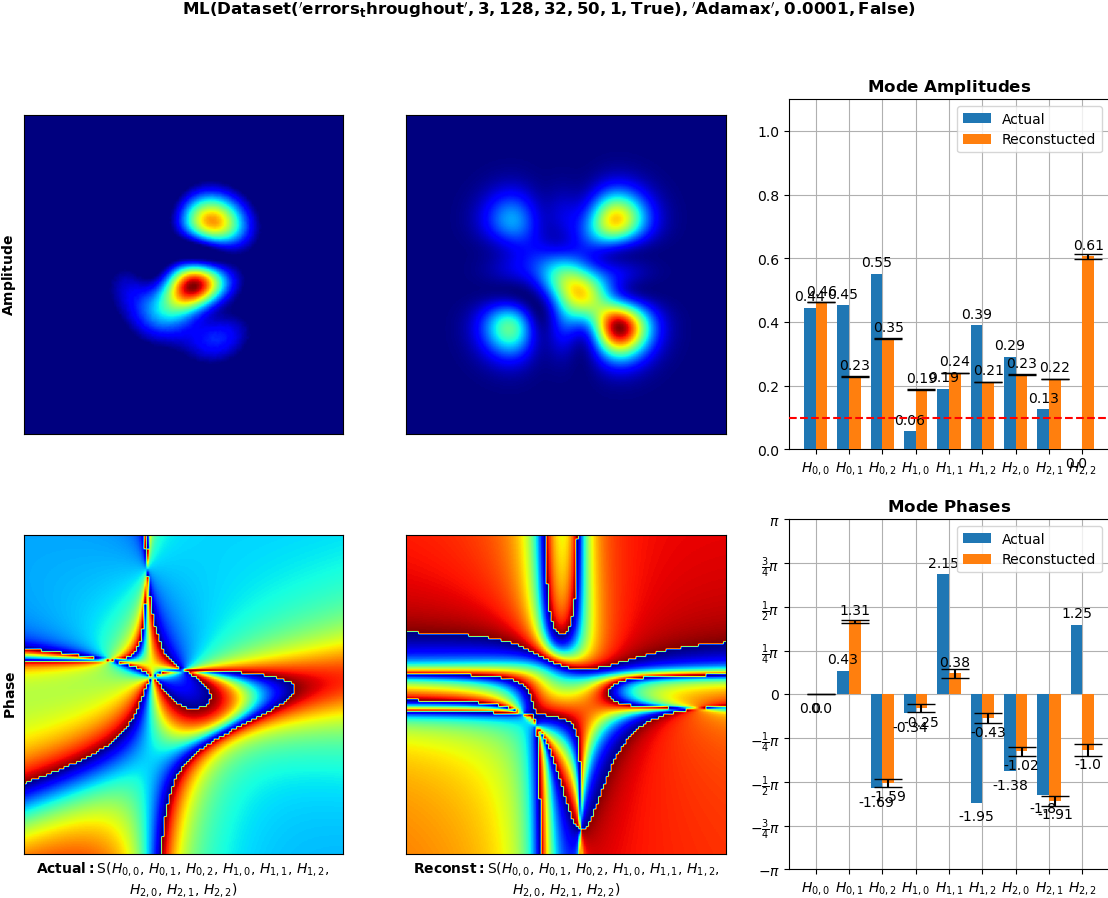 ML(Dataset('errors_throughout', 3, 128, 32, 50, 1, True), 'Adamax', 0.0001, False)
Mode Amplitudes
Actual
Reconstucted
1.0
0.8
0.6
0.4
0.2
0.0
0.44 0.46 0.45 0.23 0.55 0.35 0.06 0.19 0.19 0.24 0.39 0.21 0.29 0.23 0.13 0.22 0.0 0.61
H0,0 H0,1 H0,2 H1,0 H1,1 H1,2 H2,0 H2,1 H2,2
Amplitude
Mode Phases
Actual
Reconstucted
π
3/4π
1/2π
1/4π
0
−1/4π
−1/2π
−3/4π
−π
0.0 0.0 0.43 1.31 -1.69 -1.59 -0.34 -0.25 2.15 0.38 -1.95 -0.43 -1.38 -1.02 -1.8 -1.91 1.25 -1.0
H0,0 H0,1 H0,2 H1,0 H1,1 H1,2 H2,0 H2,1 H2,2
Phase
Actual: S(H0,0, H0,1, H0,2, H1,0, H1,1, H1,2,
H2,0, H2,1, H2,2)
Reconst: S(H0,0, H0,1, H0,2, H1,0, H1,1, H1,2,
H2,0, H2,1, H2,2)